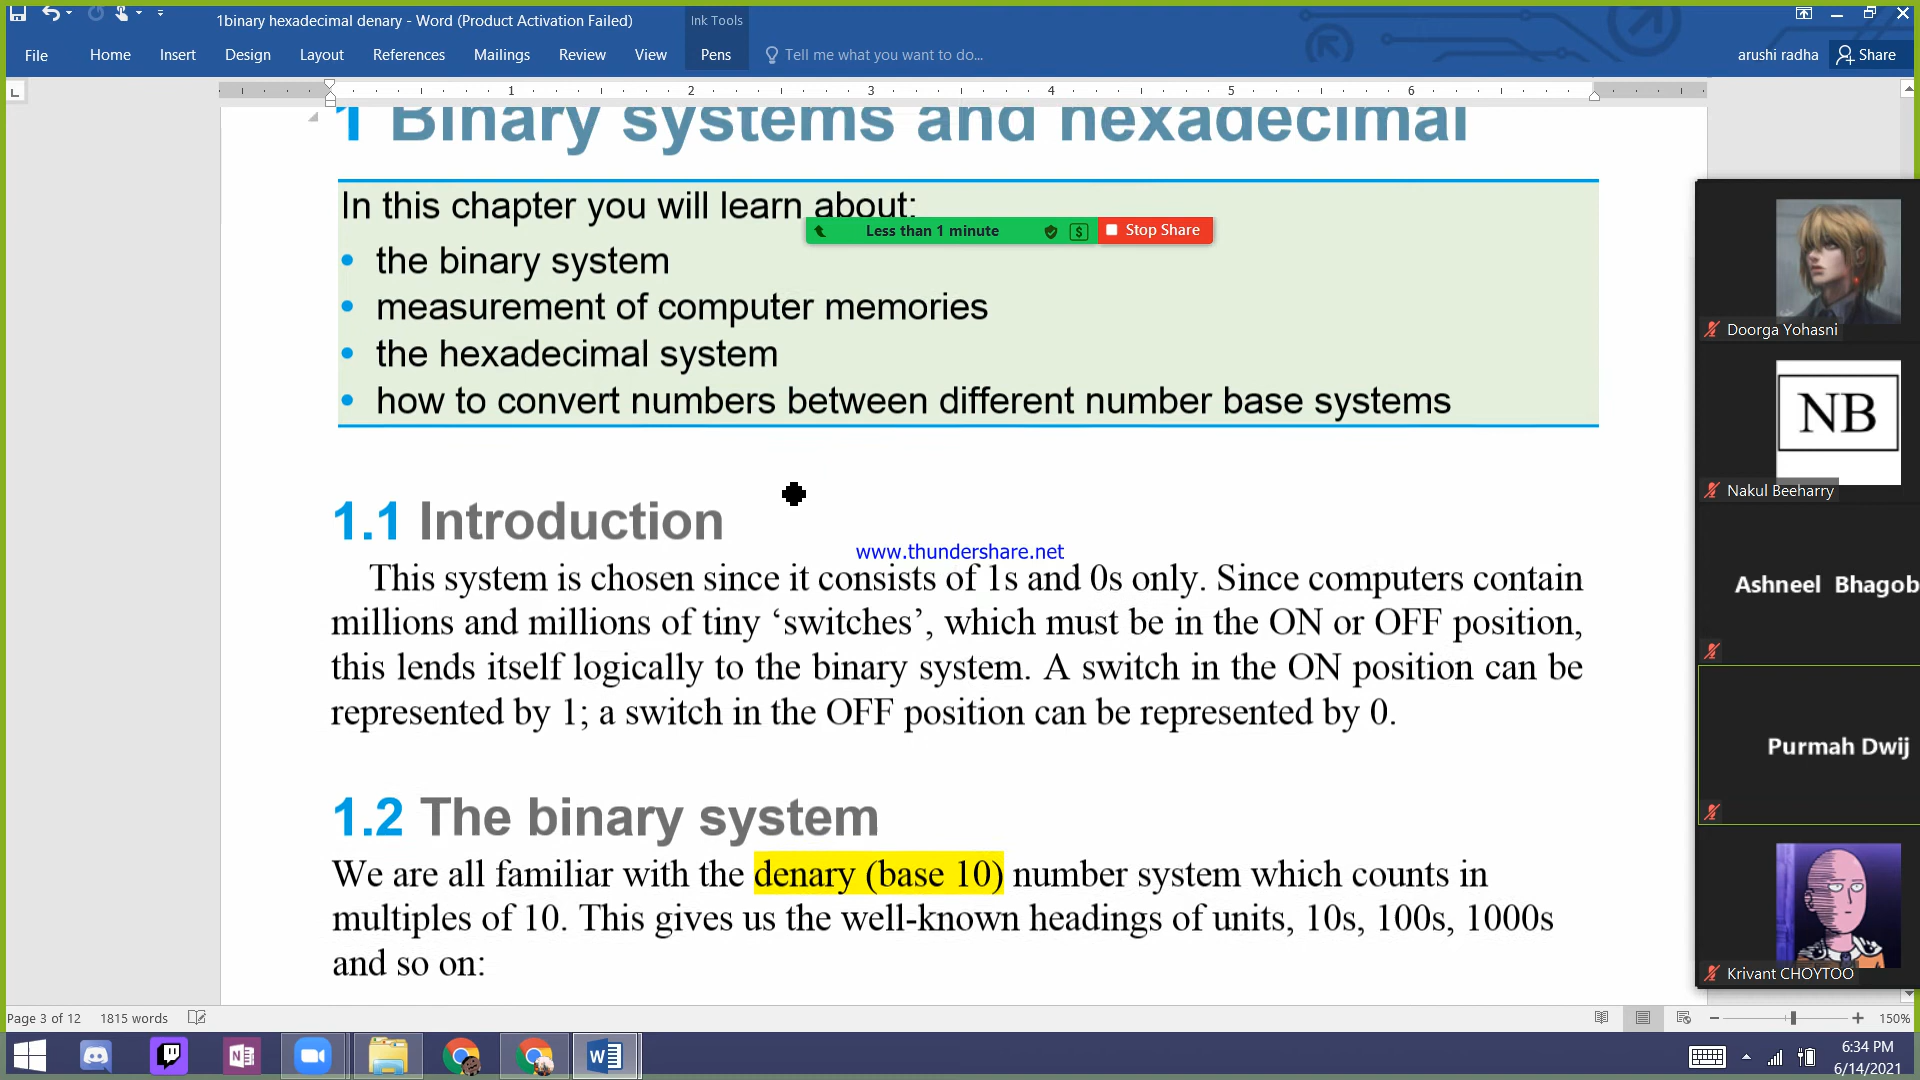 1binary hexadecimal denary - Word (Product Activation Failed)
Ink Tools
File Home Insert Design Layout References Mailings Review View Pens Tell me what you want to do... arushi radha Share
1 2 3 4 5 6
1 Binary systems and hexadecimal
In this chapter you will learn about:
Less than 1 minute Stop Share
• the binary system
• measurement of computer memories
• the hexadecimal system
• how to convert numbers between different number base systems
1.1 Introduction
www.thundershare.net
This system is chosen since it consists of 1s and 0s only. Since computers contain
millions and millions of tiny ‘switches’, which must be in the ON or OFF position,
this lends itself logically to the binary system. A switch in the ON position can be
represented by 1; a switch in the OFF position can be represented by 0.
1.2 The binary system
We are all familiar with the denary (base 10) number system which counts in
multiples of 10. This gives us the well-known headings of units, 10s, 100s, 1000s
and so on:
Doorga Yohasni
NB
Nakul Beeharry
Ashneel Bhagob
Purmah Dwij
Krivant CHOYTOO
Page 3 of 12 1815 words
150%
6:34 PM
6/14/2021